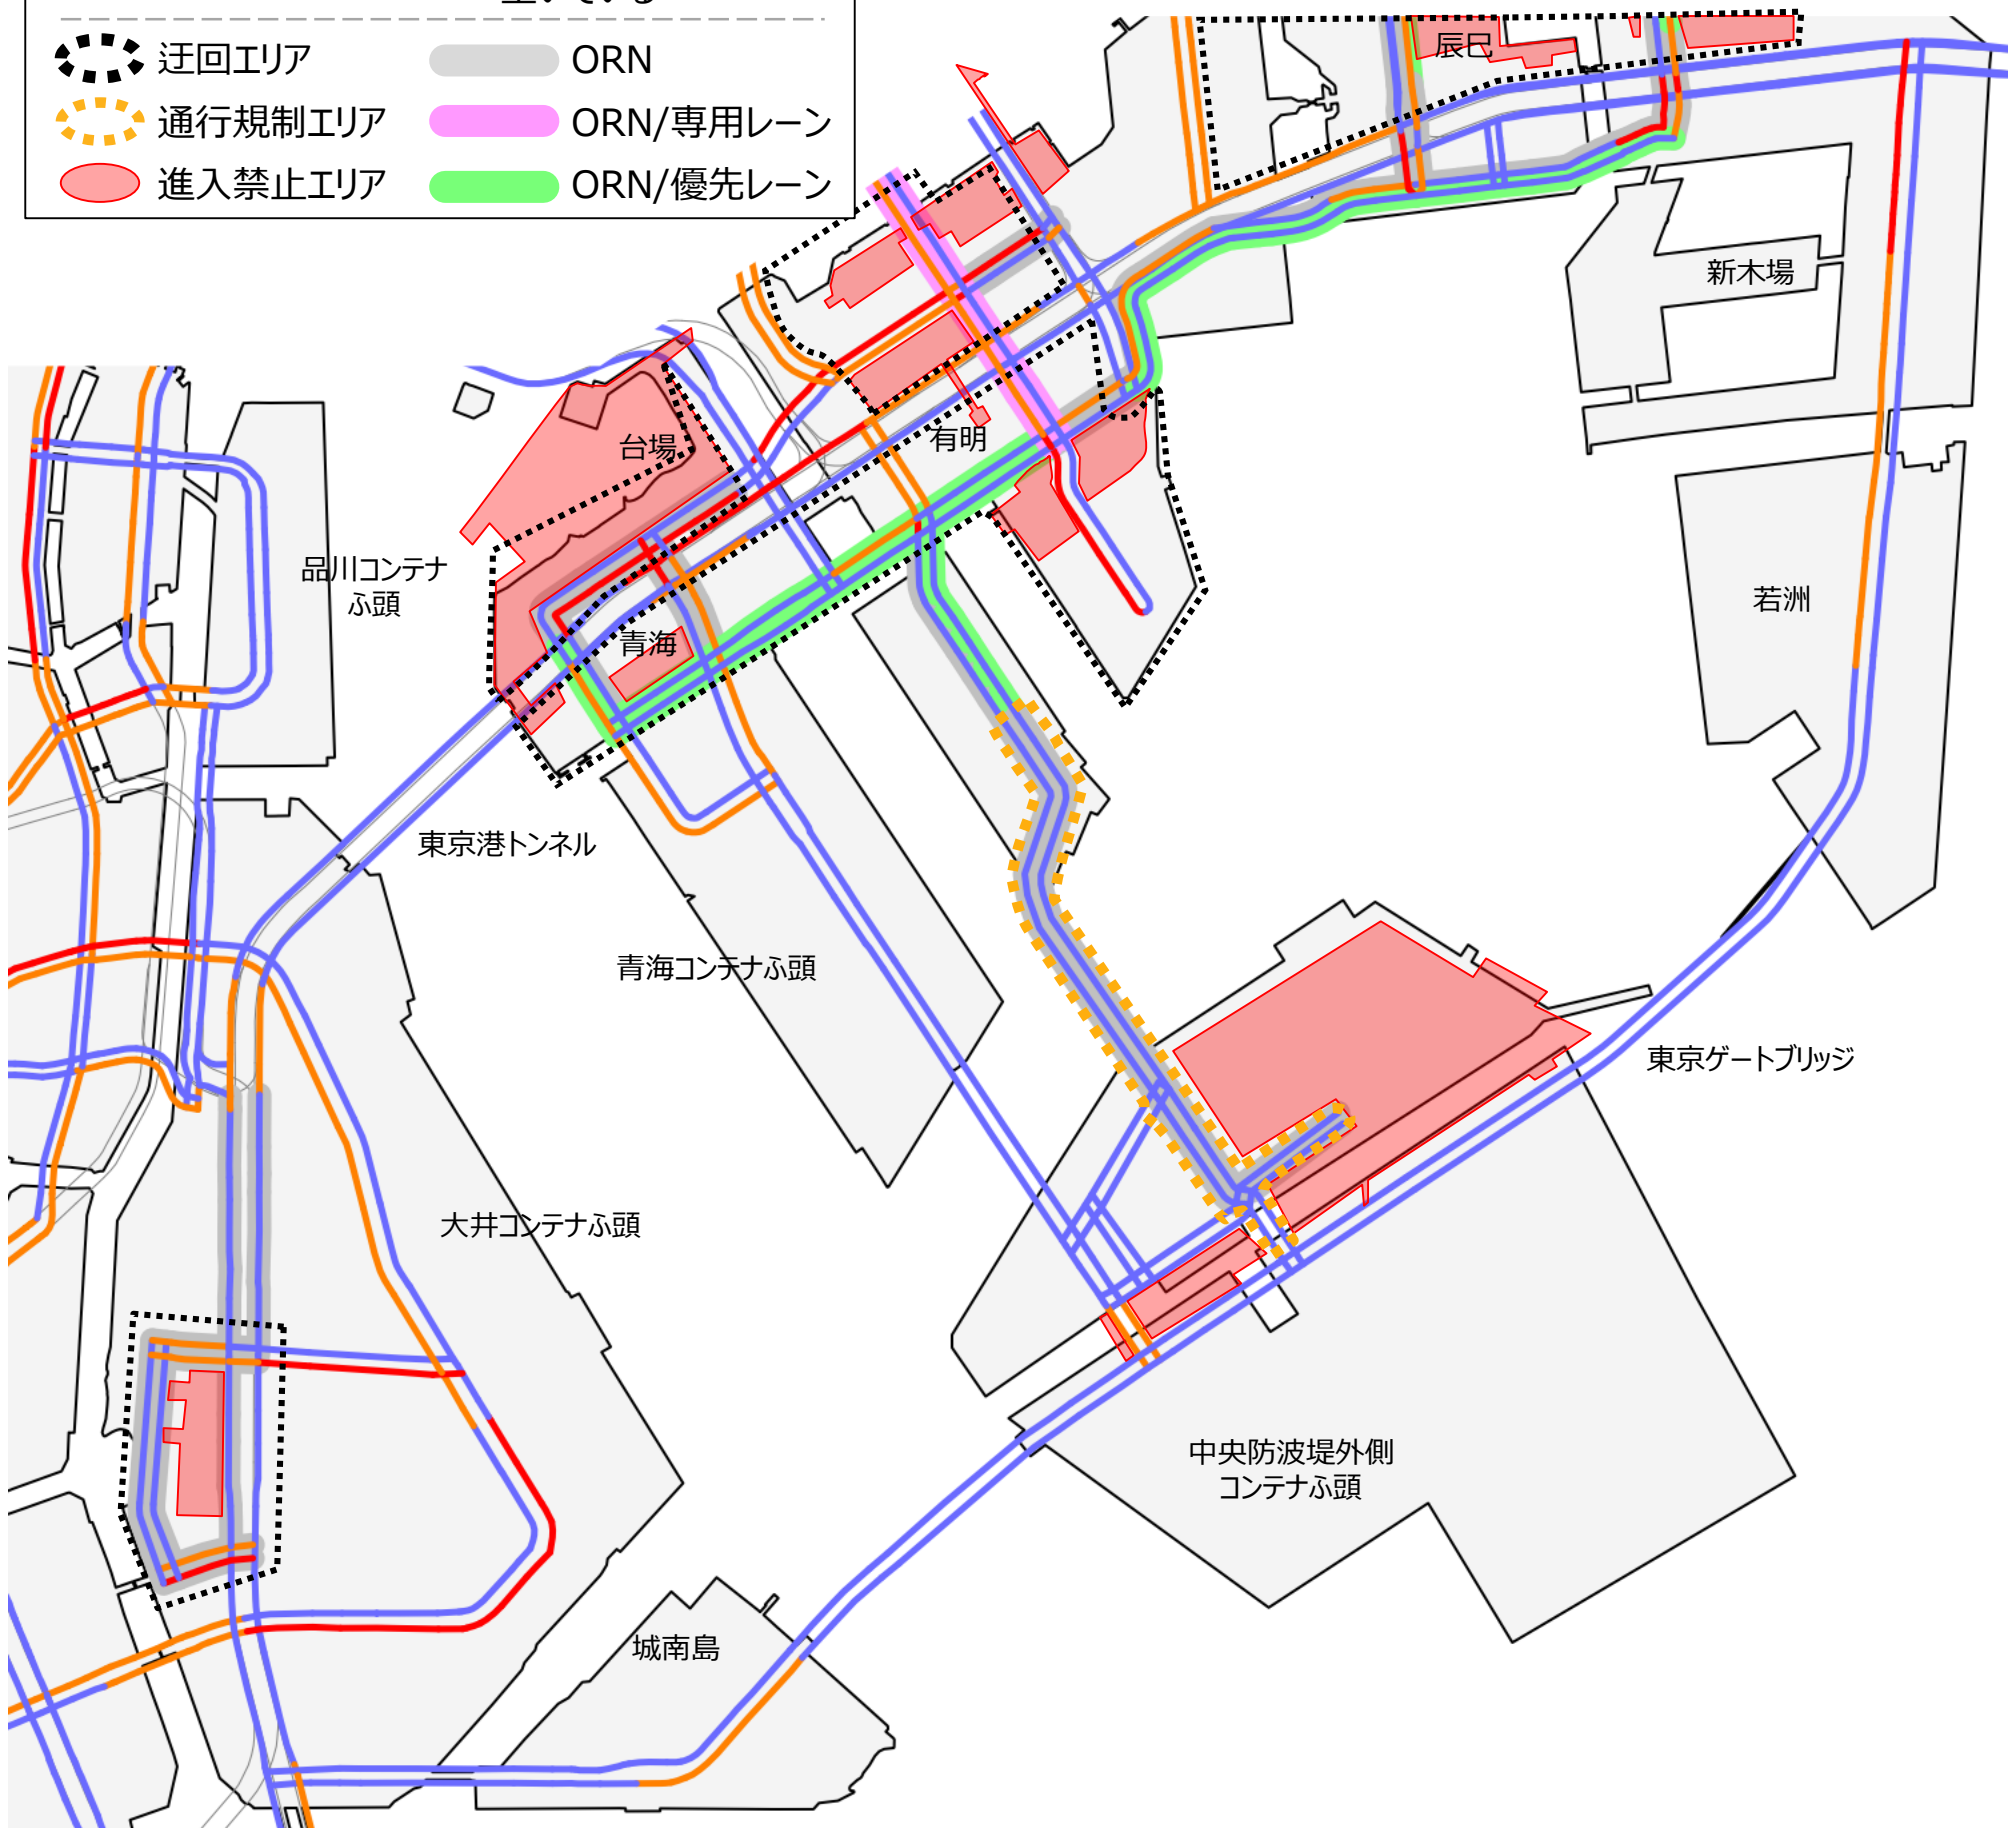 空いている
迂回エリア
ORN
通行規制エリア
ORN/専用レーン
進入禁止エリア
ORN/優先レーン
辰巳
新木場
台場
有明
品川コンテナ
ふ頭
青海
若洲
東京港トンネル
青海コンテナふ頭
東京ゲートブリッジ
大井コンテナふ頭
中央防波堤外側
コンテナふ頭
城南島